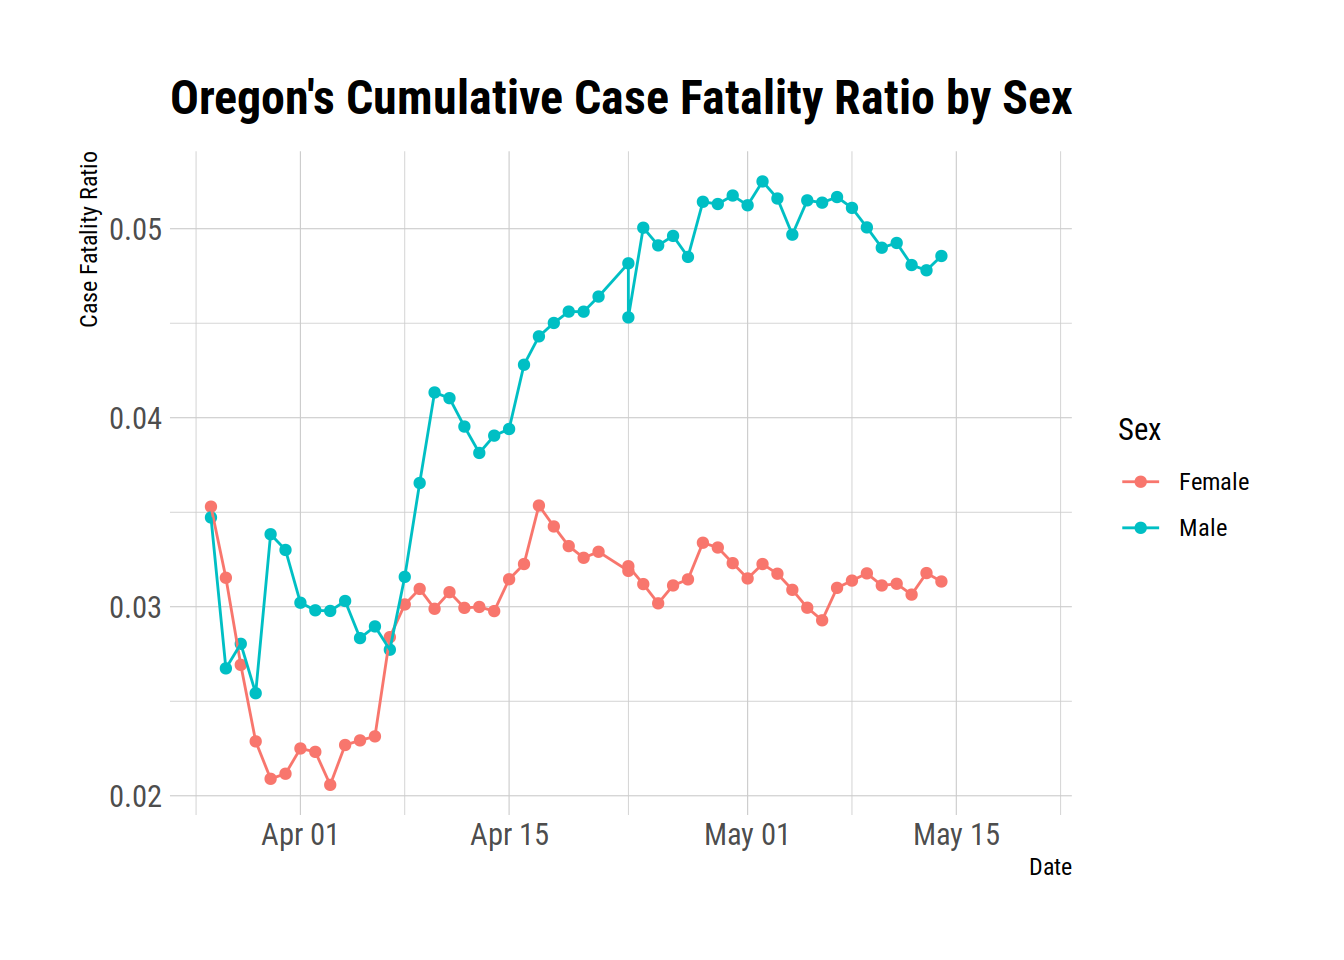 Oregon's Cumulative Case Fatality Ratio by Sex
Case Fatality Ratio
0.05
0.04
0.03
0.02
Apr 01
Apr 15
May 01
May 15
Date
Sex
Female
Male